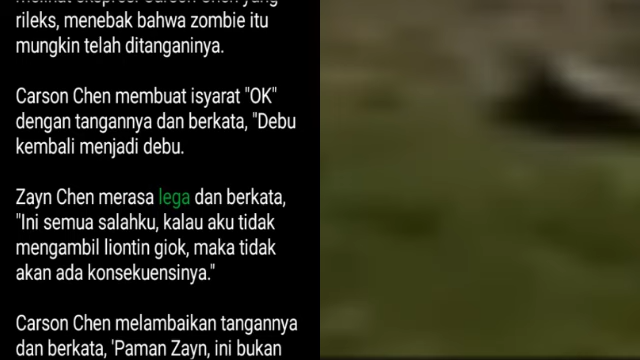 rileks, menebak bahwa zombie itu
mungkin telah ditanganinya.
Carson Chen membuat isyarat "OK"
dengan tangannya dan berkata, "Debu
kembali menjadi debu.
Zayn Chen merasa lega dan berkata,
"Ini semua salahku, kalau aku tidak
mengambil liontin giok, maka tidak
akan ada konsekuensinya."
Carson Chen melambaikan tangannya
dan berkata, 'Paman Zayn, ini bukan